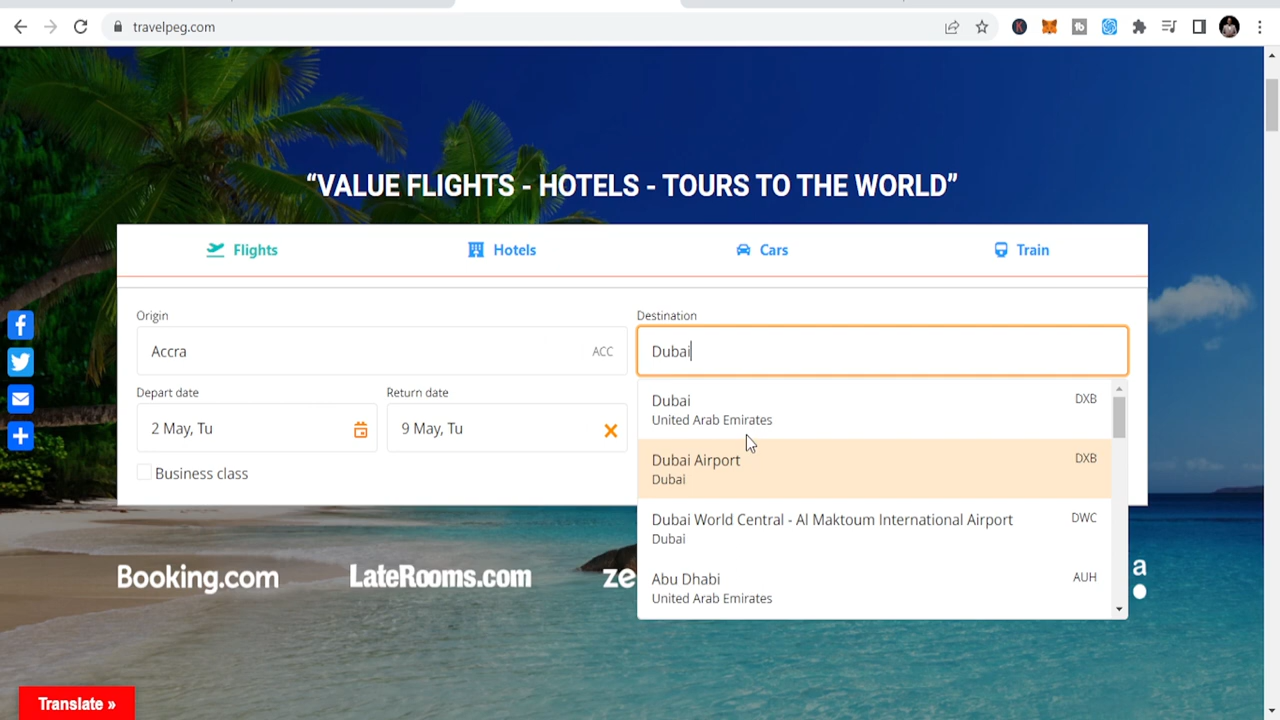 travelpeg.com
“VALUE FLIGHTS - HOTELS - TOURS TO THE WORLD”
Flights
Hotels
Cars
Train
Origin
Destination
Accra ACC
Dubai
Depart date
Return date
2 May, Tu
9 May, Tu
Business class
Dubai DXB
United Arab Emirates
Dubai Airport DXB
Dubai
Dubai World Central - Al Maktoum International Airport DWC
Dubai
Abu Dhabi AUH
United Arab Emirates
Booking.com
LateRooms.com
ze
a
Translate »